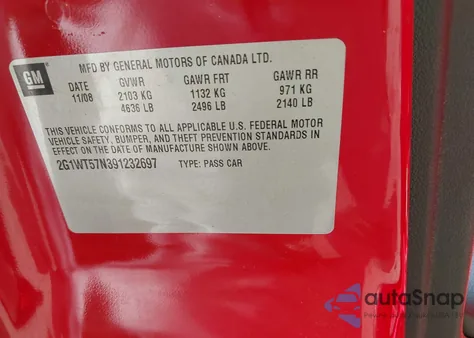 GM
MFD BY GENERAL MOTORS OF CANADA LTD.
DATE GVWR GAWR FRT GAWR RR
11/08 2103 KG 1132 KG 971 KG
4636 LB 2496 LB 2140 LB
THIS VEHICLE CONFORMS TO ALL APPLICABLE U.S. FEDERAL MOTOR
VEHICLE SAFETY, BUMPER, AND THEFT PREVENTION STANDARDS IN
EFFECT ON THE DATE OF MANUFACTURE SHOWN ABOVE.
2G1WT57N391232697 TYPE: PASS CAR
autoSnap